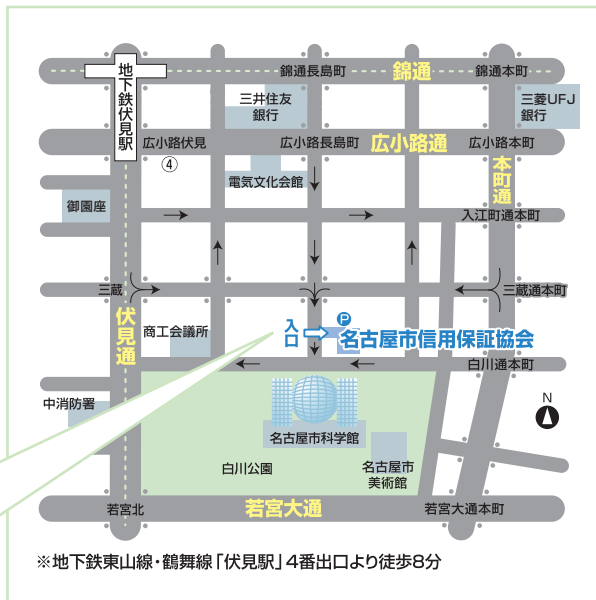 地下鉄伏見駅
錦通長島町
錦通
錦通本町
三井住友
銀行
三菱UFJ
銀行
広小路伏見
広小路長島町
広小路通
広小路本町
④
電気文化会館
本町通
御園座
入江町通本町
三蔵
三蔵通本町
伏見通
商工会議所
入口
P
名古屋市信用保証協会
白川通本町
中消防署
N
名古屋市科学館
白川公園
名古屋市
美術館
若宮北
若宮大通
若宮大通本町
※地下鉄東山線・鶴舞線「伏見駅」4番出口より徒歩8分